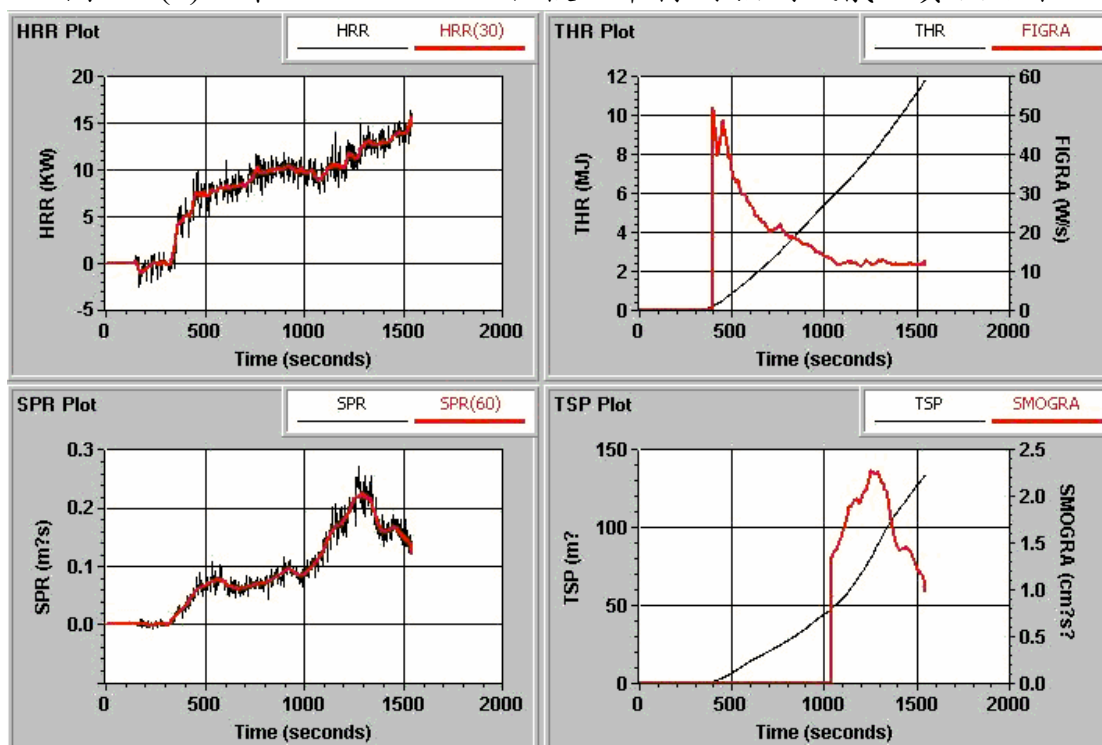 HRR Plot
HRR HRR(30)
HRR (KW)
20
15
10
5
0
-5
0 500 1000 1500 2000
Time (seconds)
THR Plot
THR FIGRA
THR (MJ)
12
10
8
6
4
2
0
FIGRA (W/s)
60
50
40
30
20
10
0
0 500 1000 1500 2000
Time (seconds)
SPR Plot
SPR SPR(60)
SPR (m?s)
0.3
0.2
0.1
0.0
0 500 1000 1500 2000
Time (seconds)
TSP Plot
TSP SMOGRA
TSP (m?
150
100
50
0
SMOGRA (cm?s?
2.5
2.0
1.5
1.0
0.5
0.0
0 500 1000 1500 2000
Time (seconds)